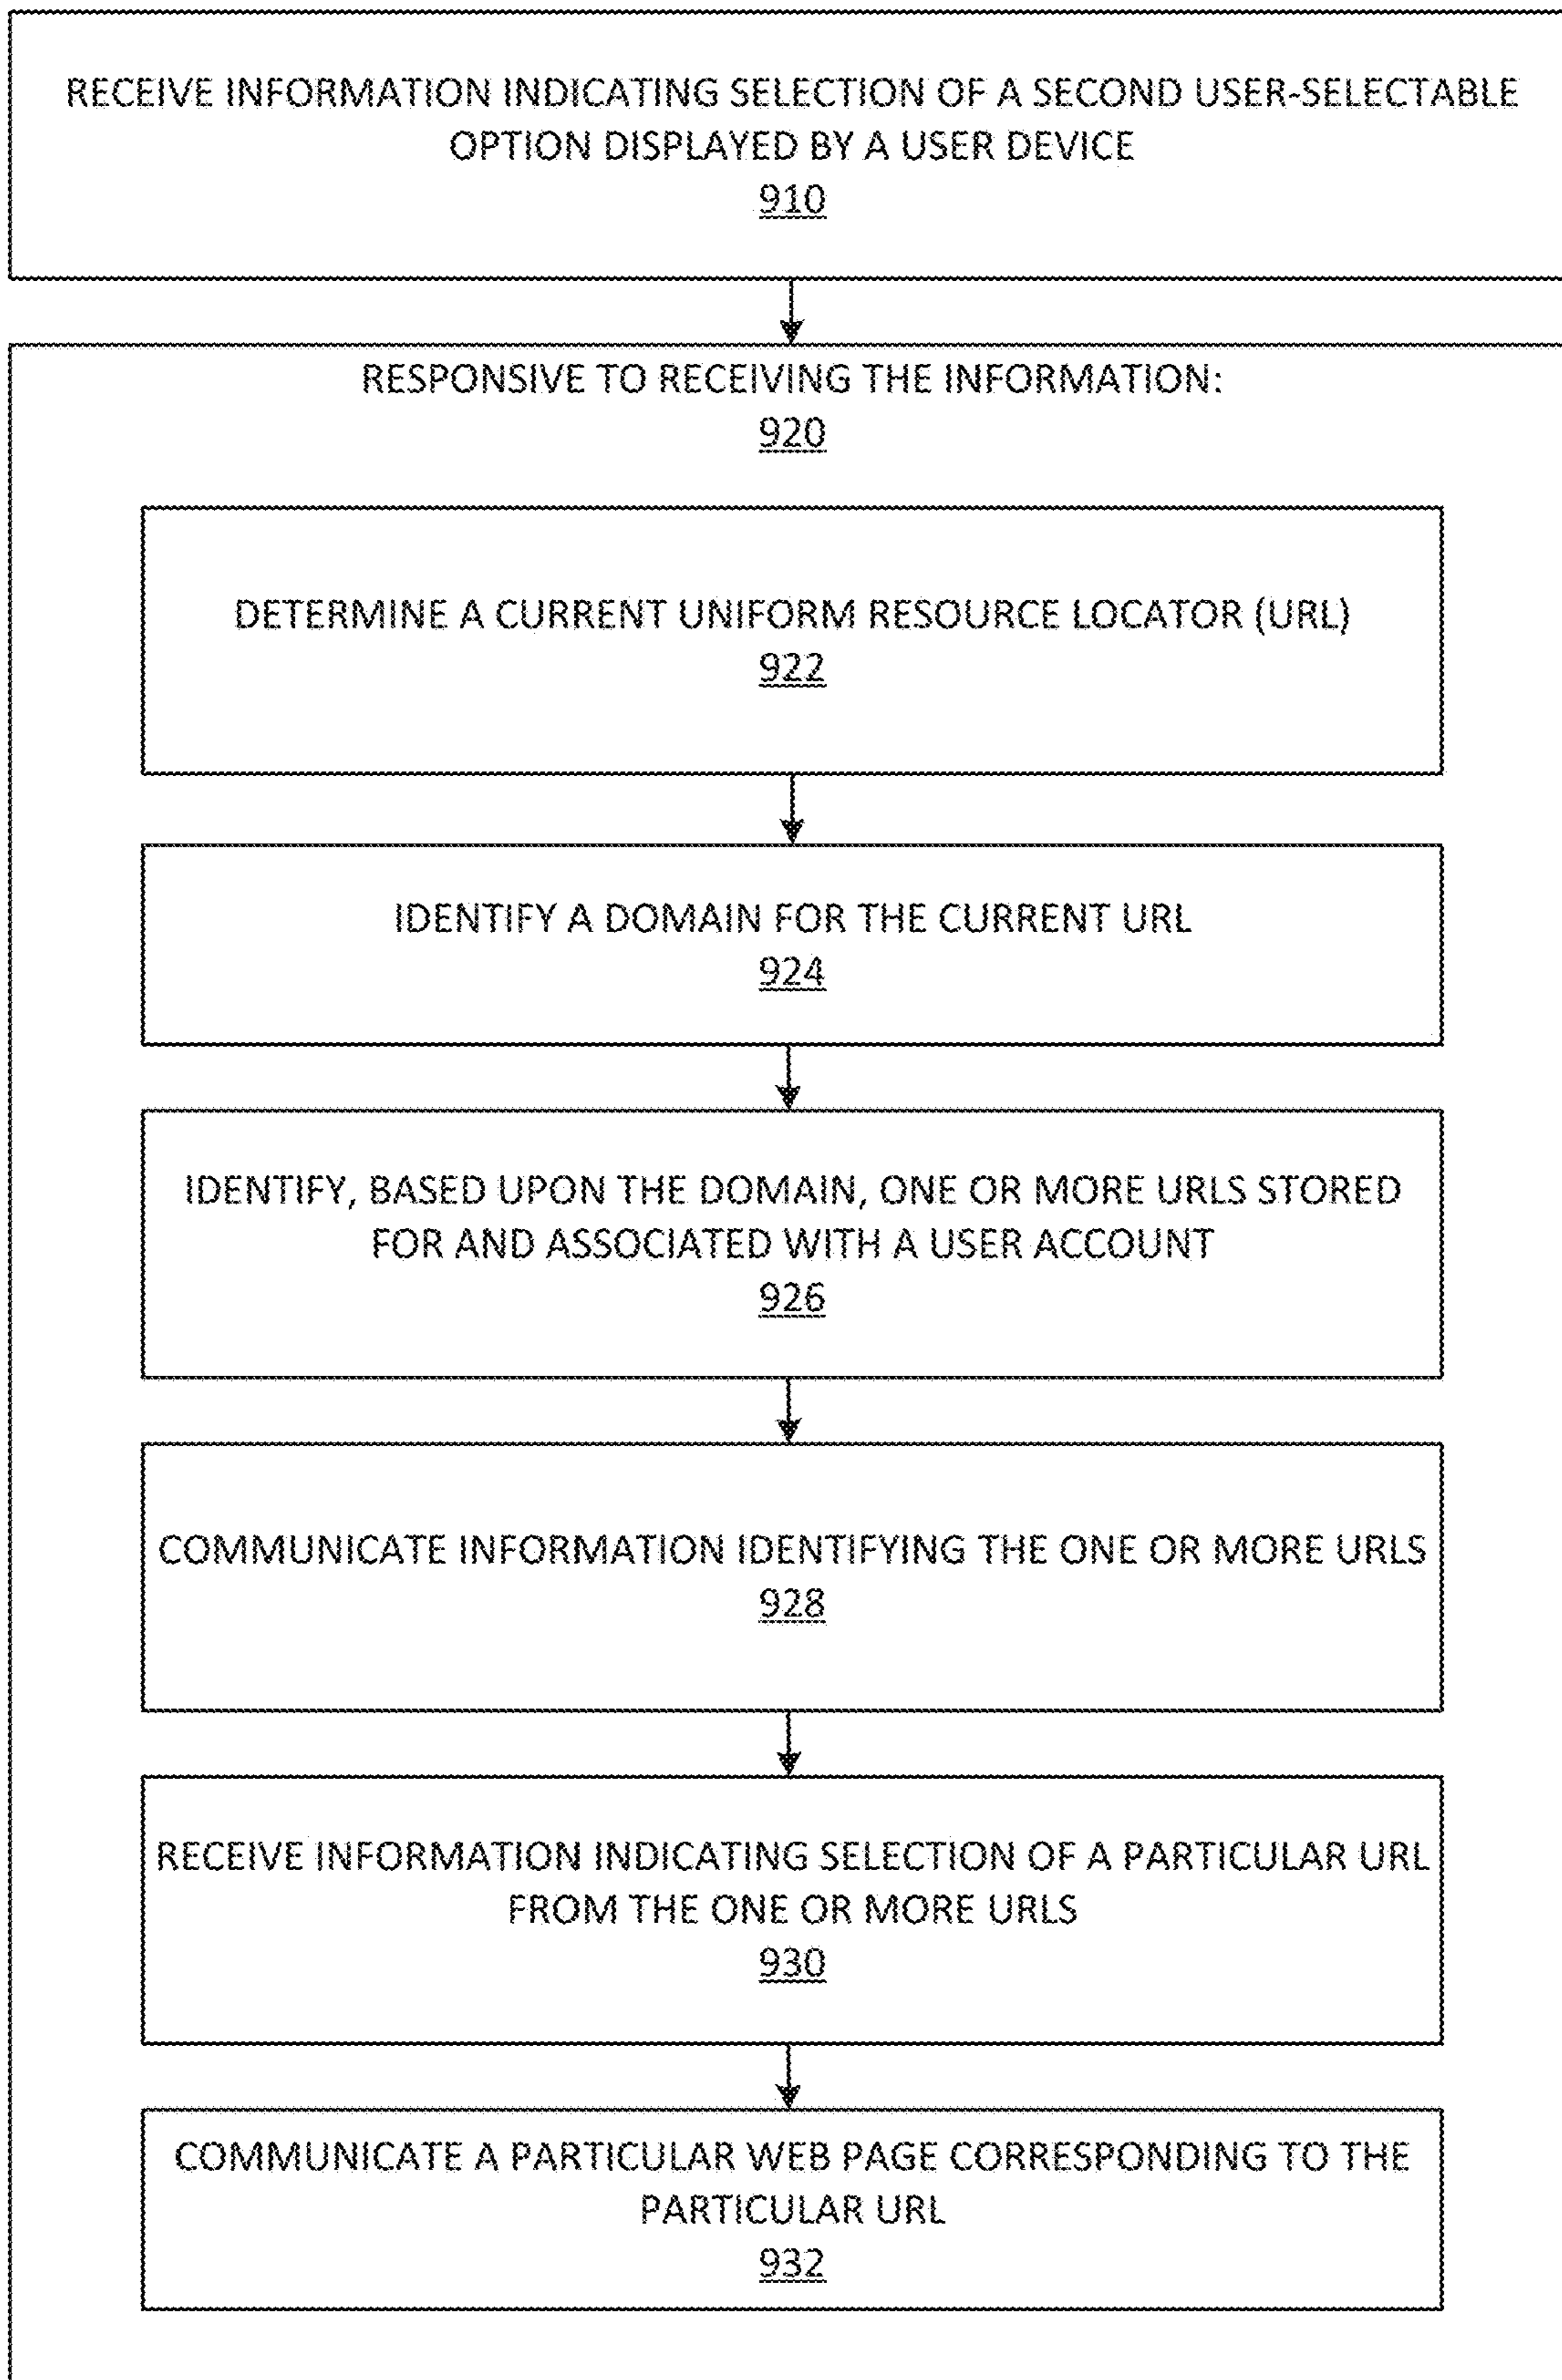 RECEIVE INFORMATION INDICATING SELECTION OF A SECOND USER-SELECTABLE
OPTION DISPLAYED BY A USER DEVICE
910
RESPONSIVE TO RECEIVING THE INFORMATION:
920
DETERMINE A CURRENT UNIFORM RESOURCE LOCATOR (URL)
922
IDENTIFY A DOMAIN FOR THE CURRENT URL
924
IDENTIFY, BASED UPON THE DOMAIN, ONE OR MORE URLS STORED
FOR AND ASSOCIATED WITH A USER ACCOUNT
926
COMMUNICATE INFORMATION IDENTIFYING THE ONE OR MORE URLS
928
RECEIVE INFORMATION INDICATING SELECTION OF A PARTICULAR URL
FROM THE ONE OR MORE URLS
930
COMMUNICATE A PARTICULAR WEB PAGE CORRESPONDING TO THE
PARTICULAR URL
932